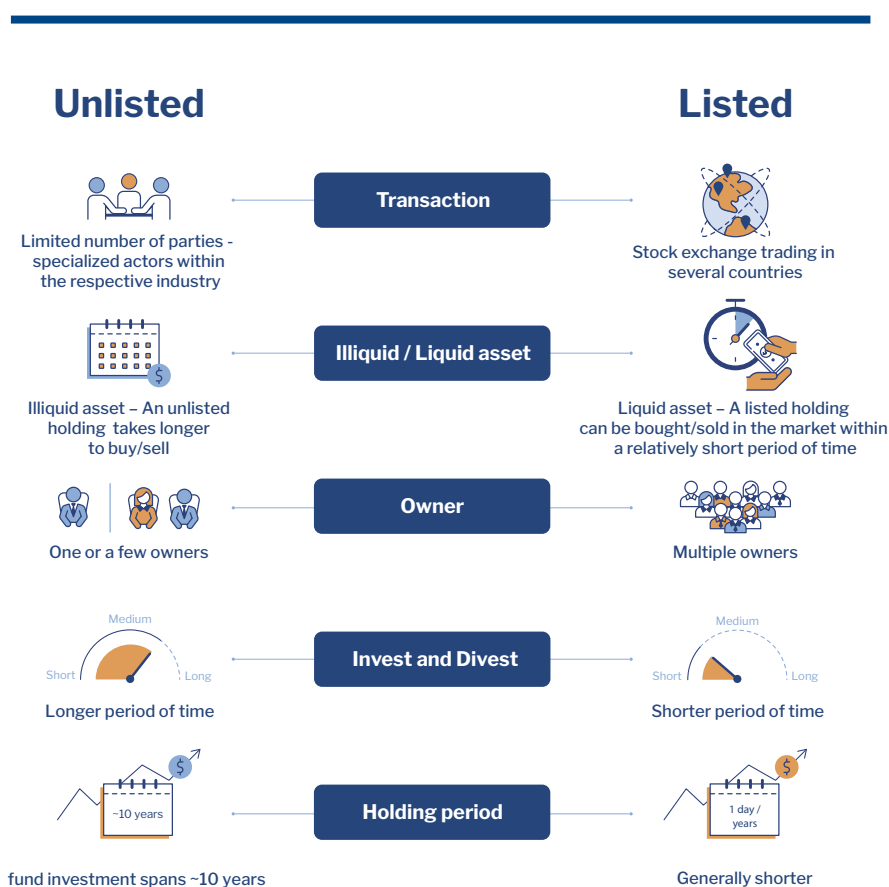 Unlisted
Listed
Transaction
Limited number of parties -
specialized actors within
the respective industry
Stock exchange trading in
several countries
Illiquid / Liquid asset
$
Illiquid asset – An unlisted
holding takes longer
to buy/sell
Liquid asset – A listed holding
can be bought/sold in the market within
a relatively short period of time
Owner
One or a few owners
Multiple owners
Invest and Divest
Medium
Short
Long
Longer period of time
Medium
Short
Long
Shorter period of time
Holding period
$
~10 years
fund investment spans ~10 years
$
1 day /
years
Generally shorter